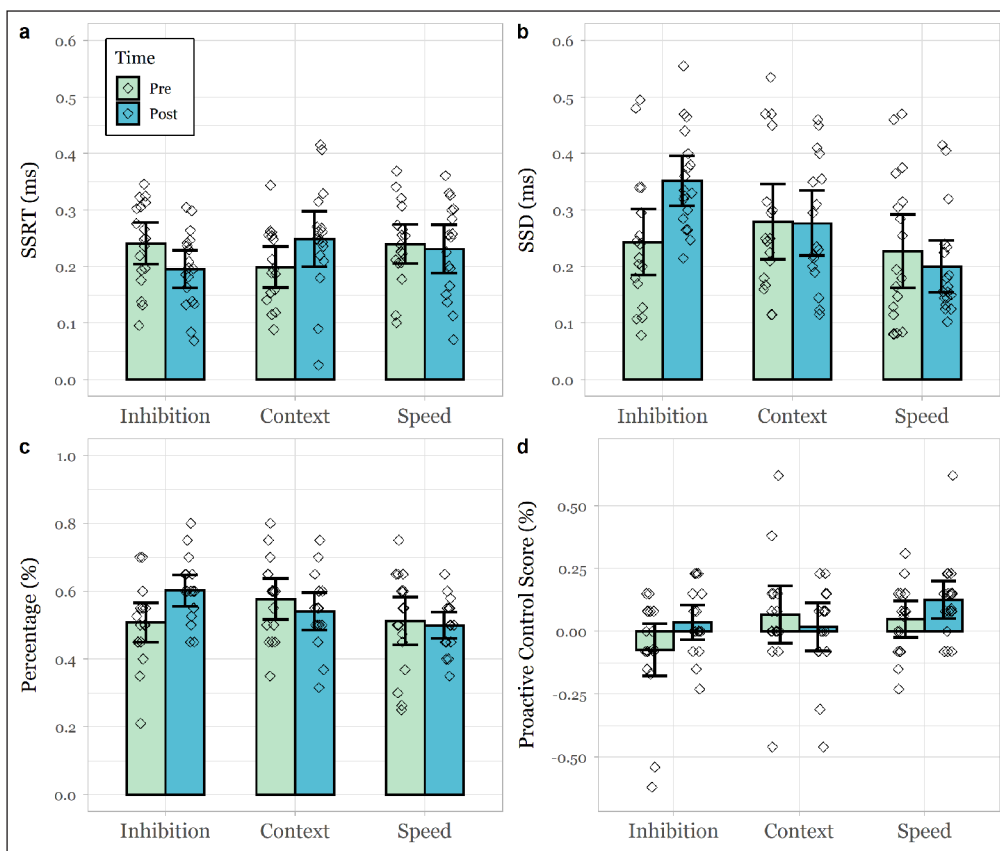 a
SSRT (ms)
0.6
0.5
0.4
0.3
0.2
0.1
0.0
Time
Pre
Post
Inhibition Context Speed
b
SSD (ms)
0.6
0.5
0.4
0.3
0.2
0.1
0.0
Inhibition Context Speed
c
Percentage (%)
1.0
0.8
0.6
0.4
0.2
0.0
Inhibition Context Speed
d
Proactive Control Score (%)
0.50
0.25
0.00
-0.25
-0.50
Inhibition Context Speed